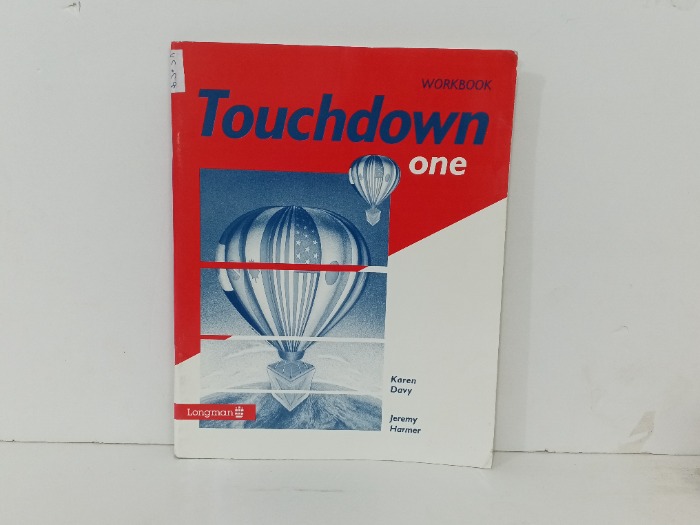 WORKBOOK
Touchdown
one
Karen
Davy
Jeremy
Harmer
Longman